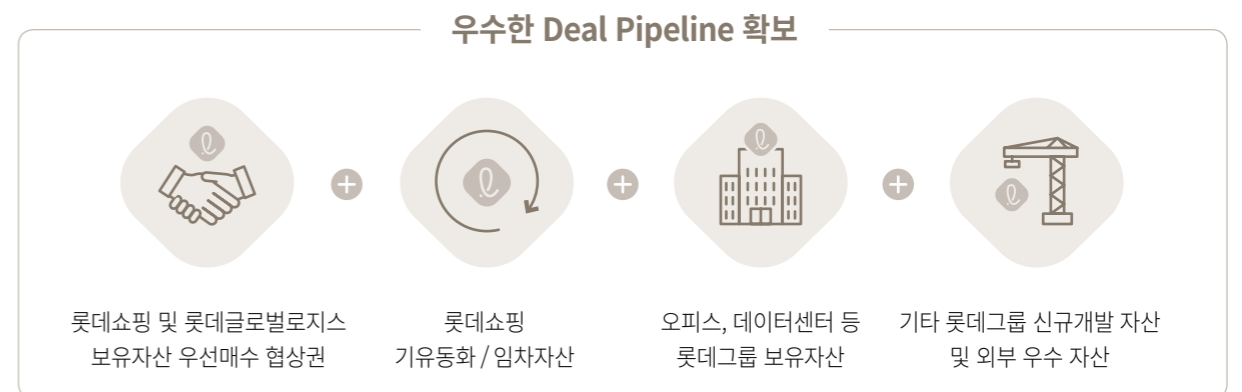 우수한 Deal Pipeline 확보
롯데쇼핑 및 롯데글로벌로지스
보유자산 우선매수 협상권
롯데쇼핑
기유동화 / 임차자산
오피스, 데이터센터 등
롯데그룹 보유자산
기타 롯데그룹 신규개발 자산
및 외부 우수 자산